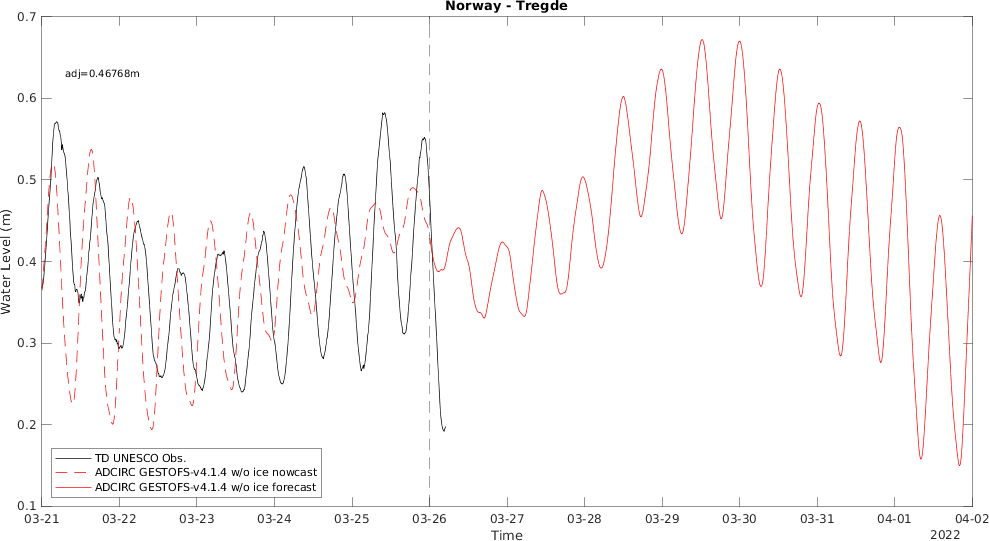 Norway - Tregde
adj=0.46768m
Water Level (m)
0.7
0.6
0.5
0.4
0.3
0.2
0.1
TD UNESCO Obs.
ADCIRC GESTOFS-v4.1.4 w/o ice nowcast
ADCIRC GESTOFS-v4.1.4 w/o ice forecast
03-21 03-22 03-23 03-24 03-25 03-26 03-27 03-28 03-29 03-30 03-31 04-01 04-02
Time
2022